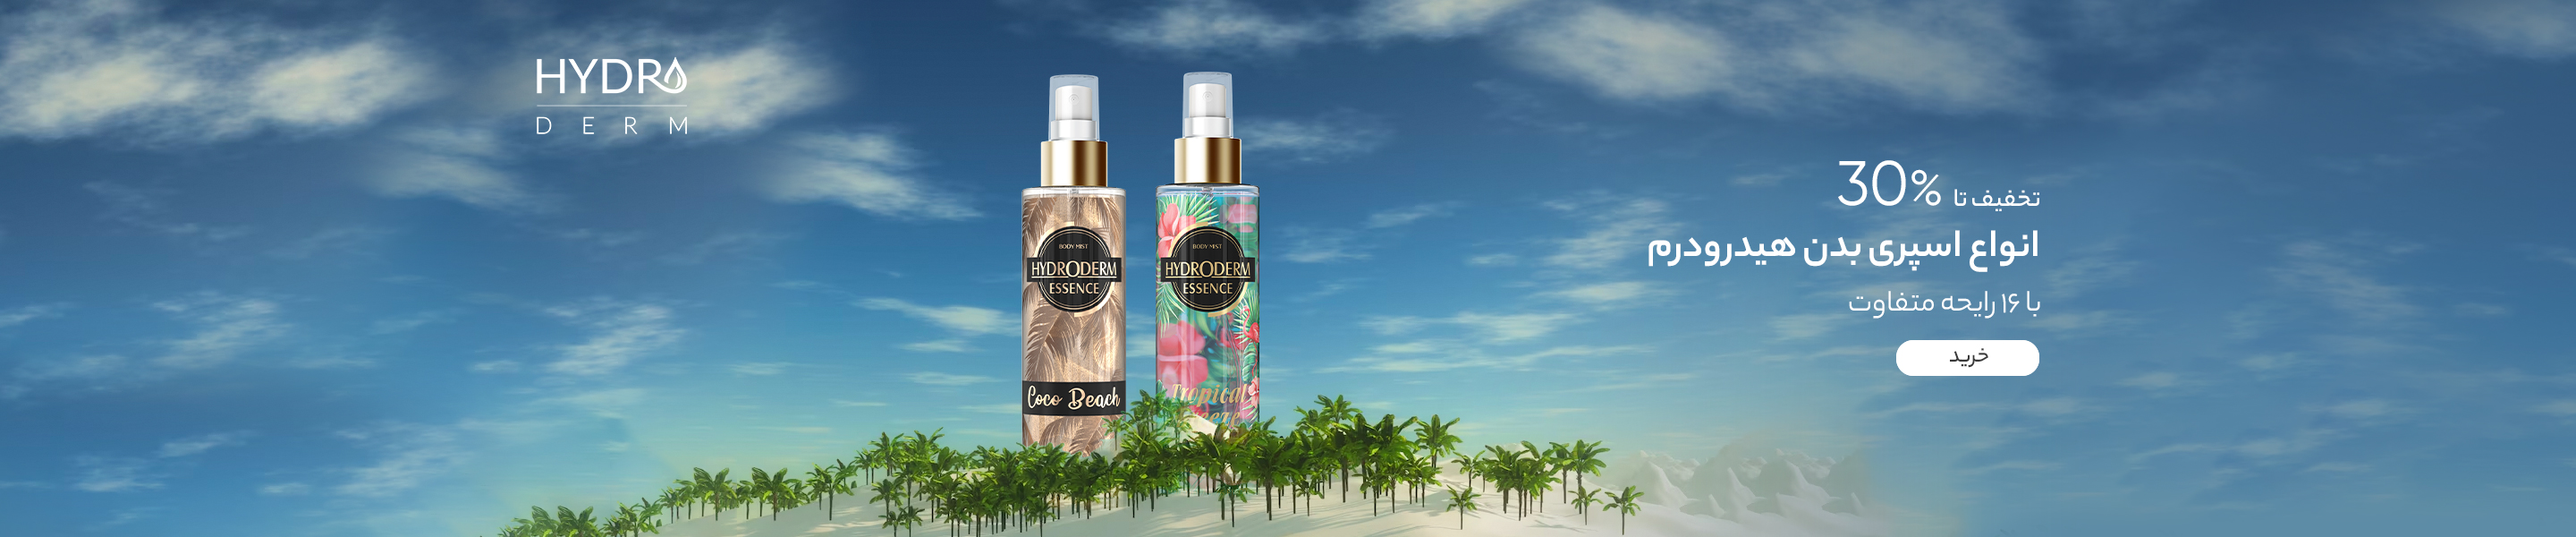 HYDRO
DERM
تخفیف تا 30%
انواع اسپری بدن هیدرودرم
با ۱۶ رایحه متفاوت
خرید
BODY MIST
HYDRODERM
ESSENCE
Coco Beach
BODY MIST
HYDRODERM
ESSENCE
Tropical